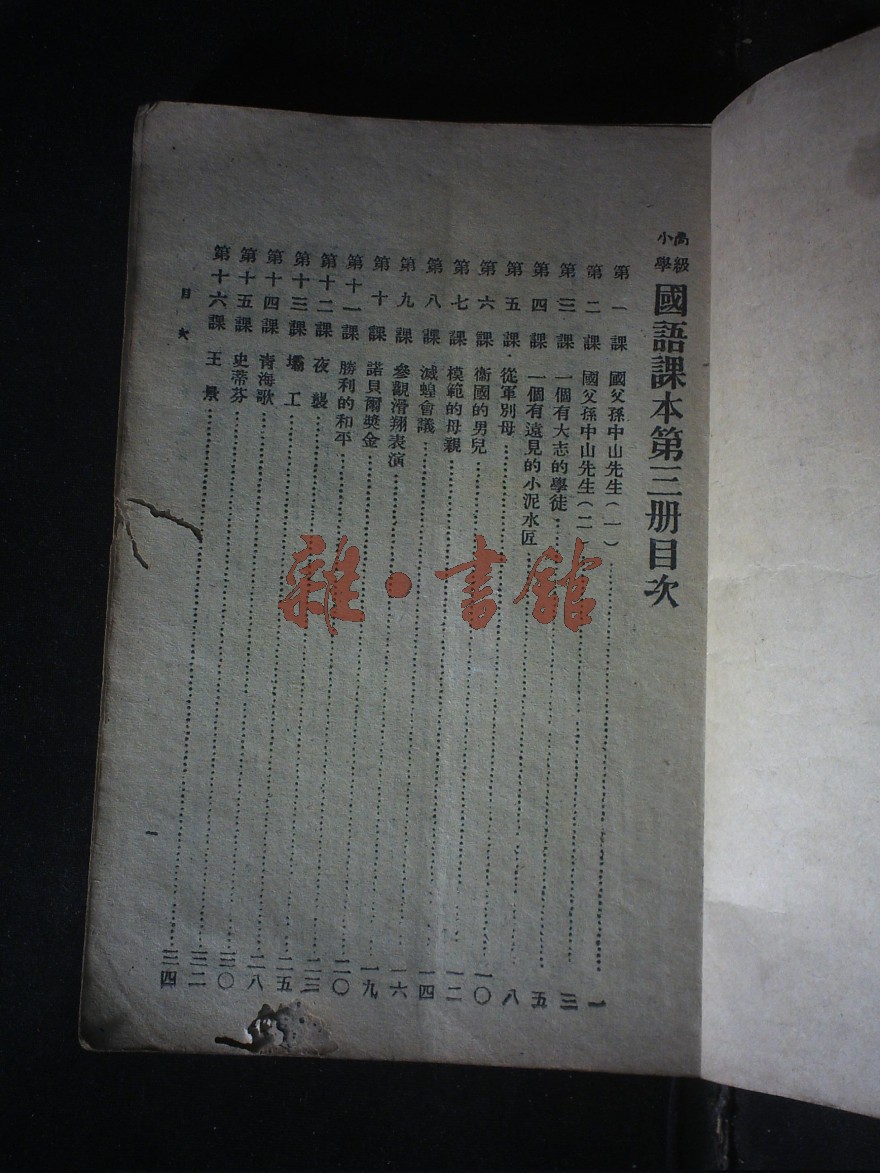 高級小學 國語課本第三册目次
第一課 國父孫中山先生(一)……一
第二課 國父孫中山先生(二)……三
第三課 一個有大志的學徒……五
第四課 一個有遠見的小泥水匠……八
第五課 從軍別母……一〇
第六課 衞國的男兒……一二
第七課 模範的母親……一四
第八課 滅蝗會議……一六
第九課 參觀滑翔表演……一九
第十課 諾貝爾獎金……二〇
第十一課 勝利的和平……二三
第十二課 夜襲……二五
第十三課 壩工……二八
第十四課 青海歌……三〇
第十五課 史蒂芬……三二
第十六課 王景……三四
目次 一
雜·書館